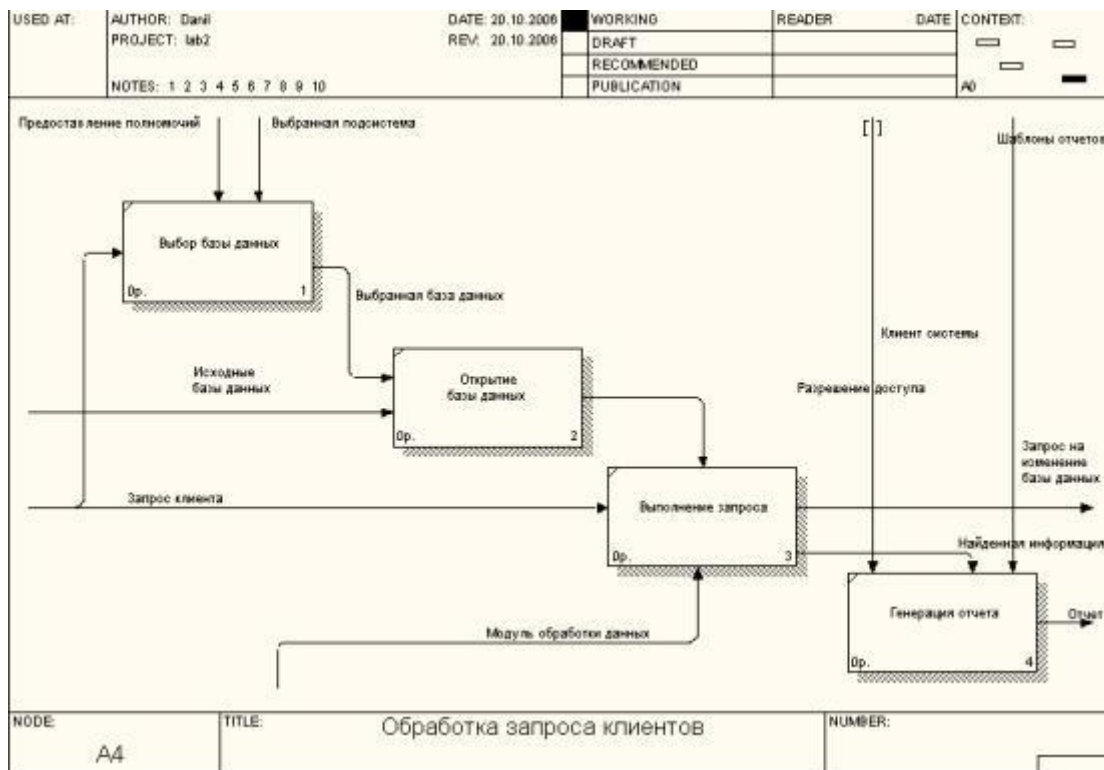 USED AT:
AUTHOR: Danil
DATE: 20.10.2006
PROJECT: lab2
REV: 20.10.2006
NOTES: 1 2 3 4 5 6 7 8 9 10
WORKING
DRAFT
RECOMMENDED
PUBLICATION
READER
DATE
CONTEXT:
A0
Предоставление полномочий
Выбранная подсистема
[ ]
Шаблоны отчетов
Выбор базы данных
0р.
1
Выбранная база данных
Клиент системы
Исходные
базы данных
Открытие
базы данных
0р.
2
Разрешение доступа
Запрос на
изменение
базы данных
Запрос клиента
Выполнение запроса
0р.
3
Найденная информация
Генерация отчета
0р.
4
Отчет
Модуль обработки данных
NODE:
A4
TITLE:
Обработка запроса клиентов
NUMBER: